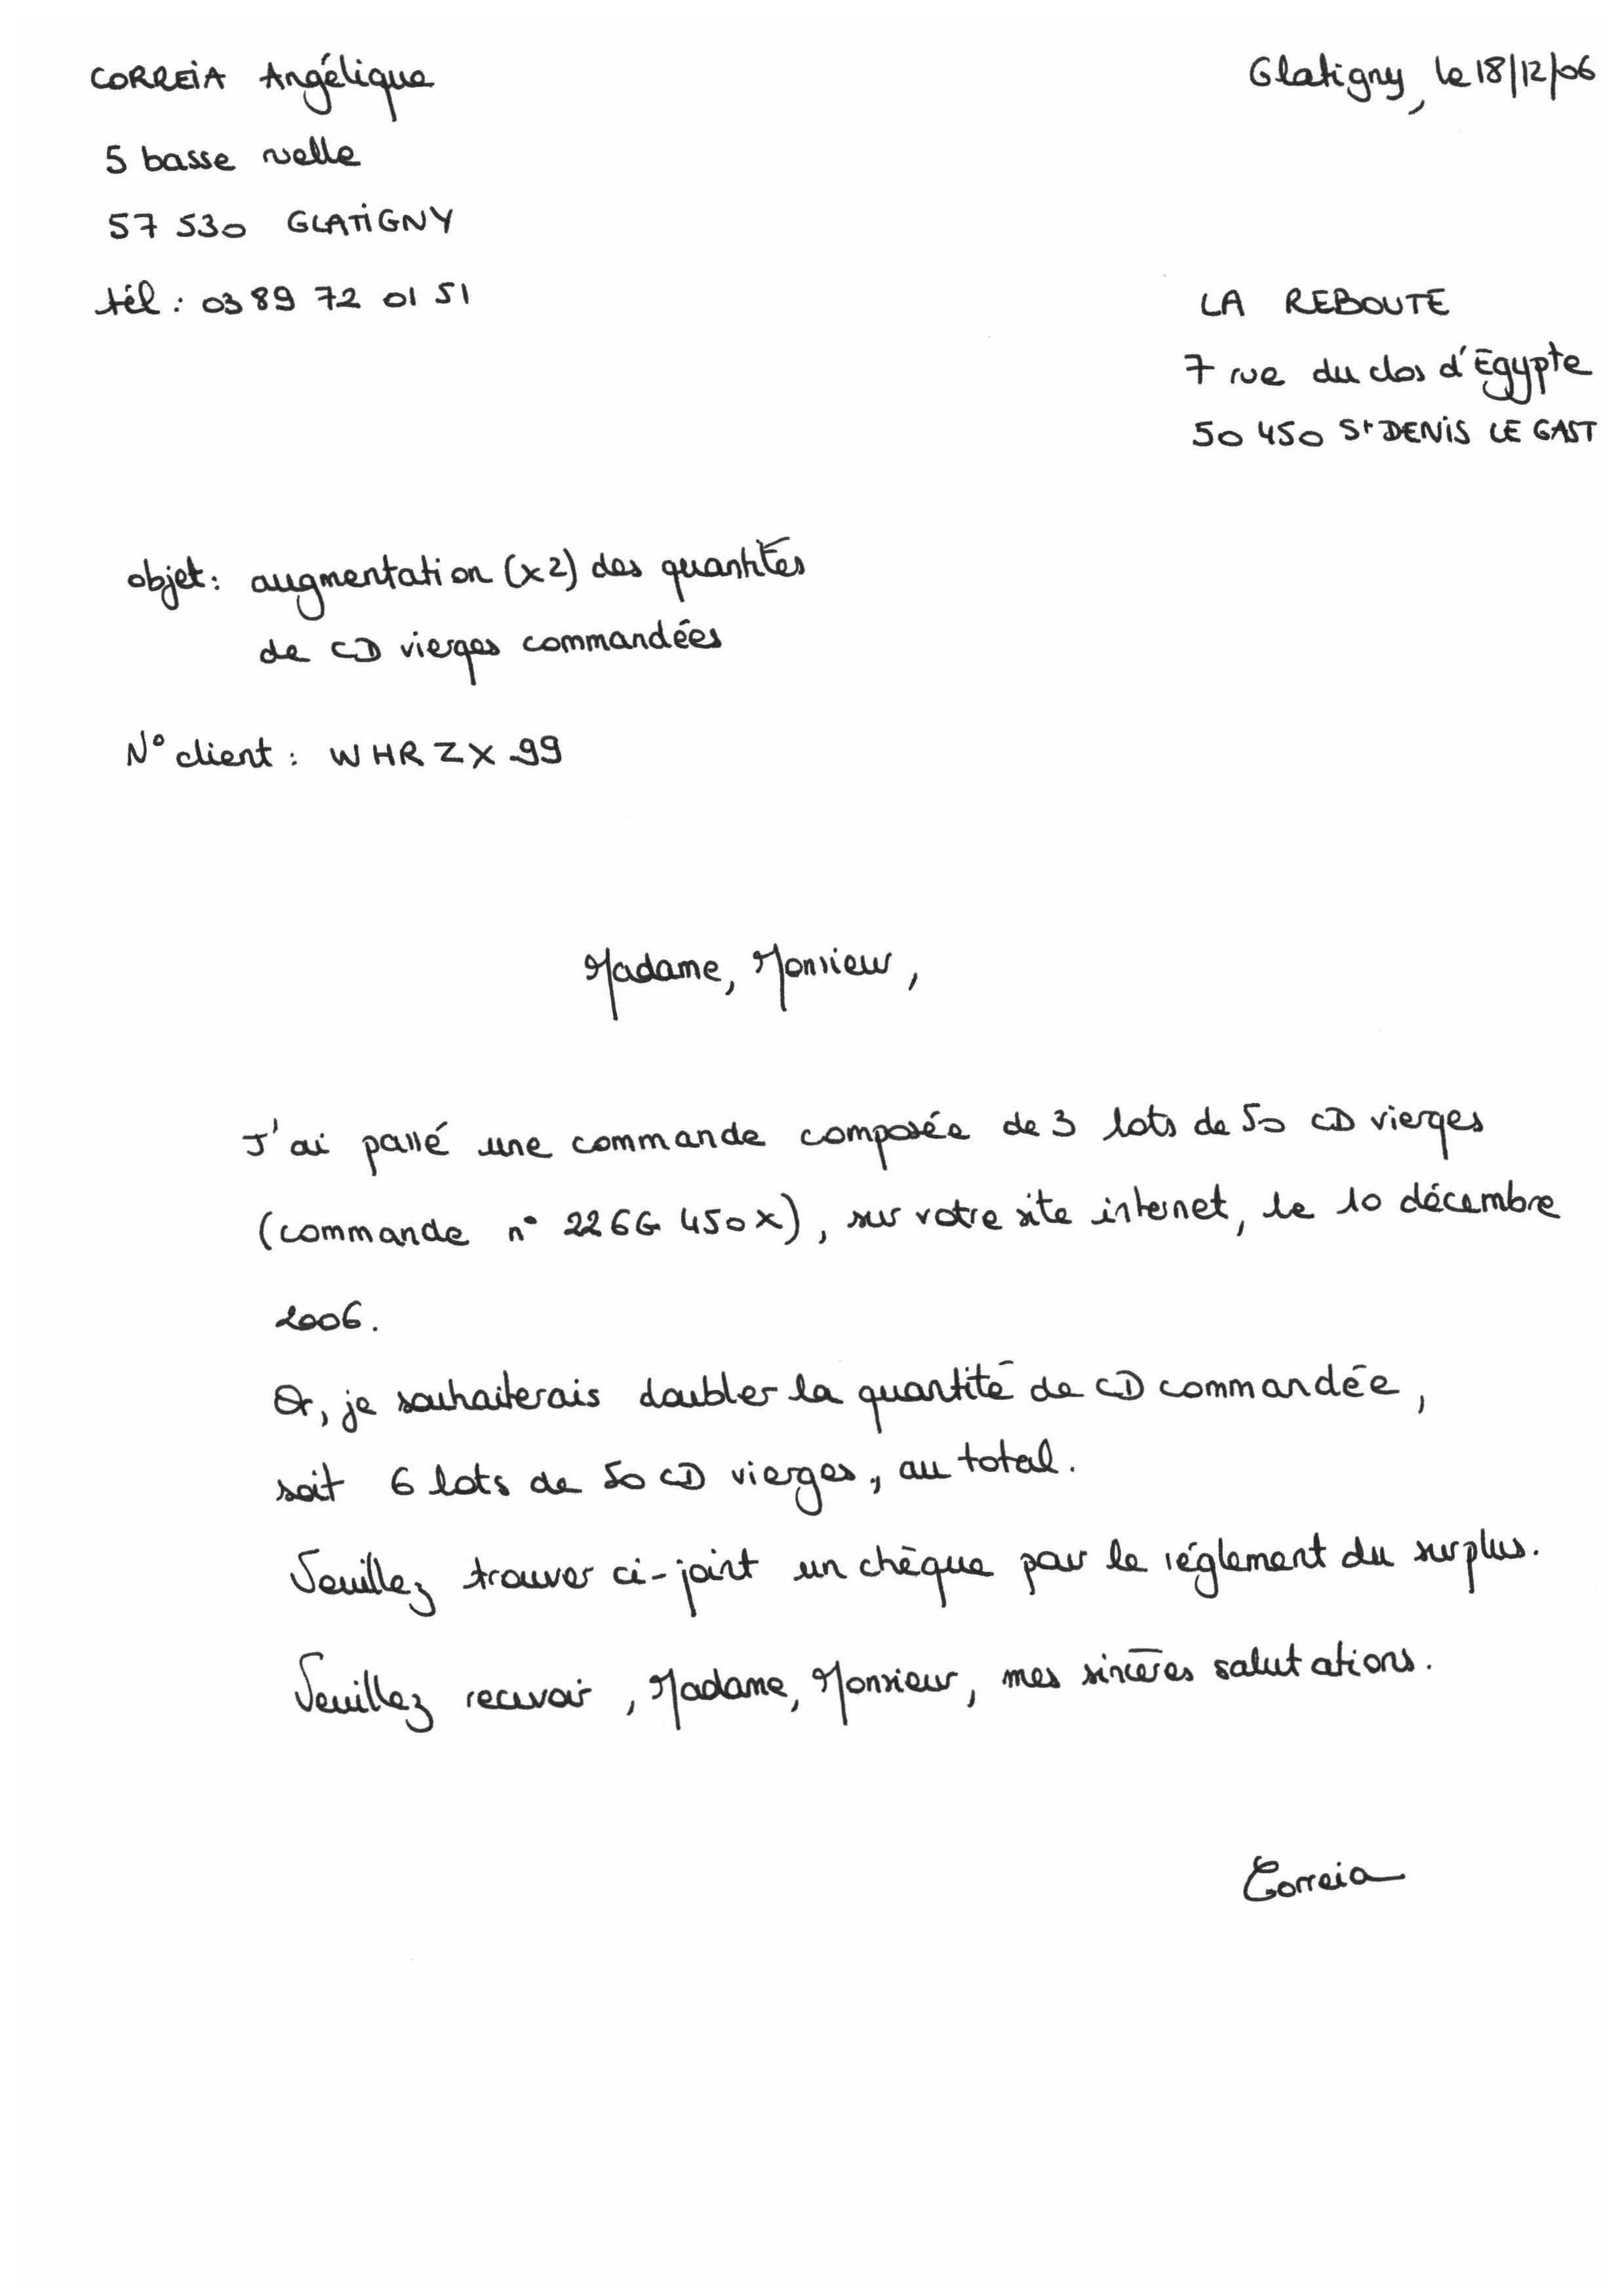 CORREIA Angélique
Glatigny, le 18/12/06
5 basse ruelle
57 530 GLATIGNY
tél : 03 89 72 01 51
LA REBOUTE
7 rue du clos d'Egypte
50 450 St DENIS LE GAST
objet : augmentation (x2) des quantités
de CD vierges commandées
N° client : WHRZX99
Madame, Monsieur,
J'ai passé une commande composée de 3 lots de 50 CD vierges
(commande n° 226G450x), sur votre site internet, le 10 décembre
2006.
Or, je souhaiterais doubler la quantité de CD commandée,
soit 6 lots de 50 CD vierges, au total.
Veuillez trouver ci-joint un chèque pour le réglement du surplus.
Veuillez recevoir, Madame, Monsieur, mes sincères salutations.
Correia